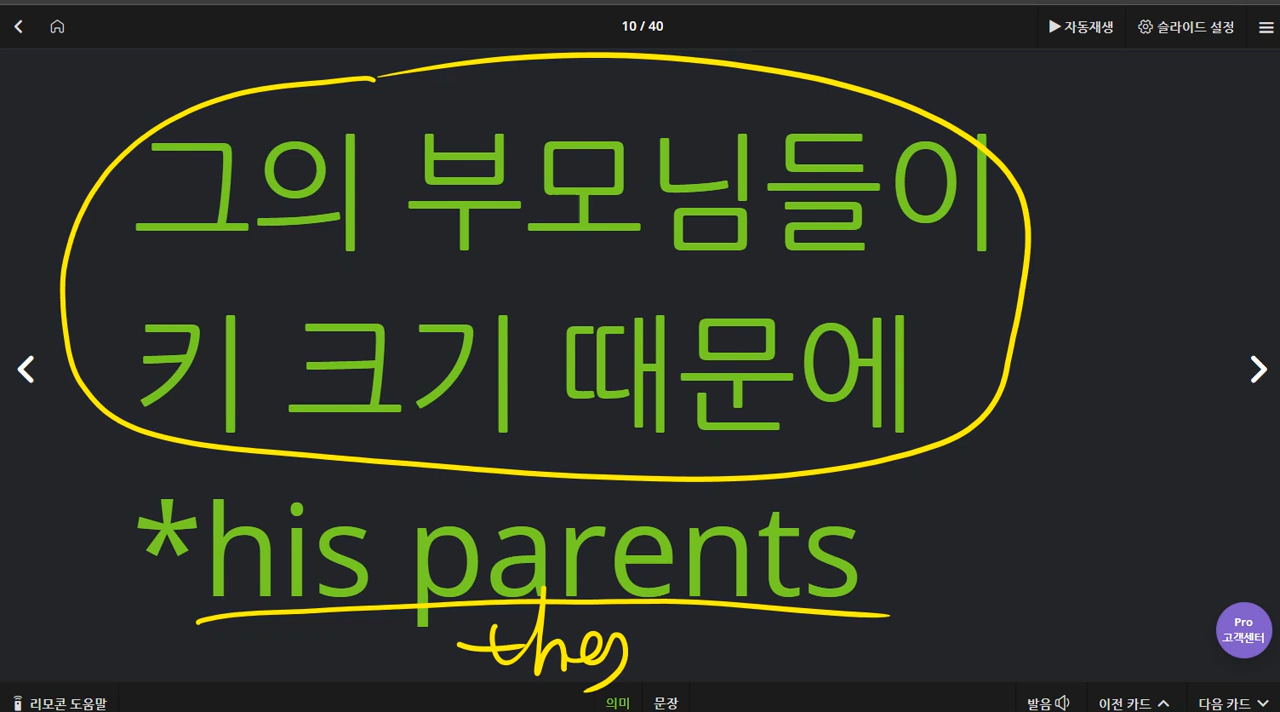 10 / 40
자동재생
슬라이드 설정
그의 부모님들이
키 크기 때문에
*his parents
they
Pro
고객센터
리모콘 도움말
의미
문장
발음
이전 카드
다음 카드